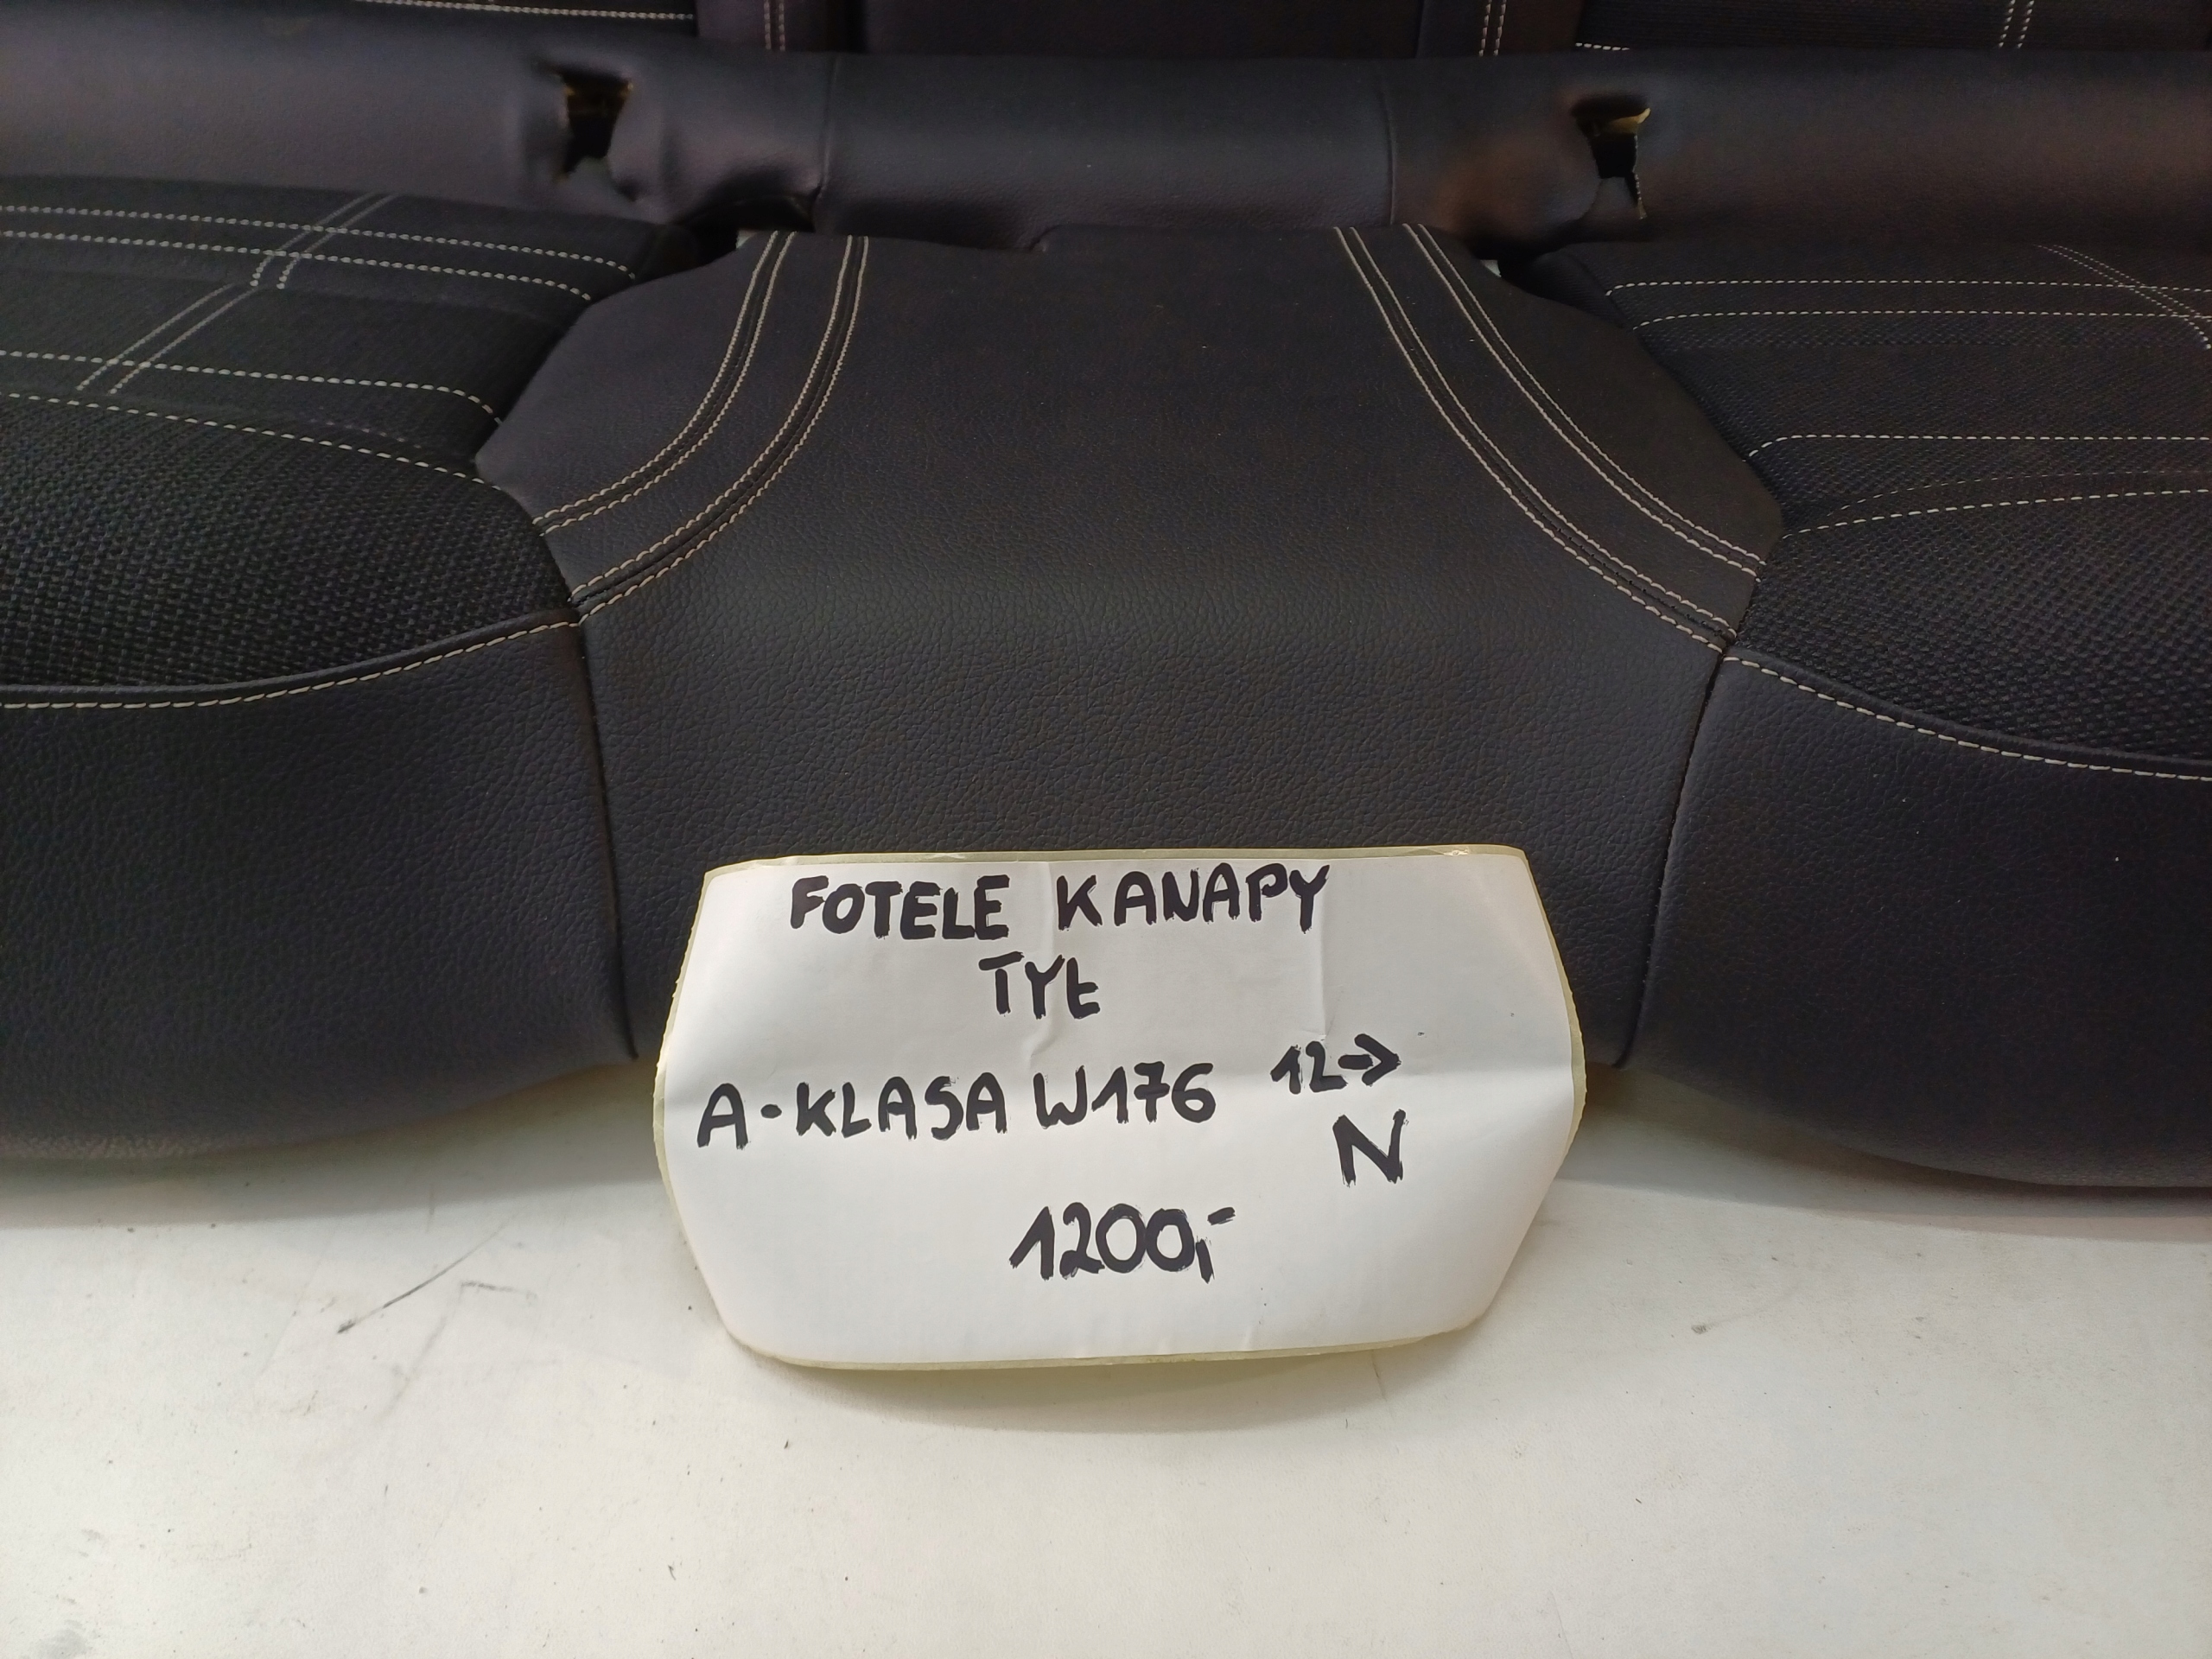 FOTELE KANAPY
TYŁ
A-KLASA W176 12->
N
1200,-